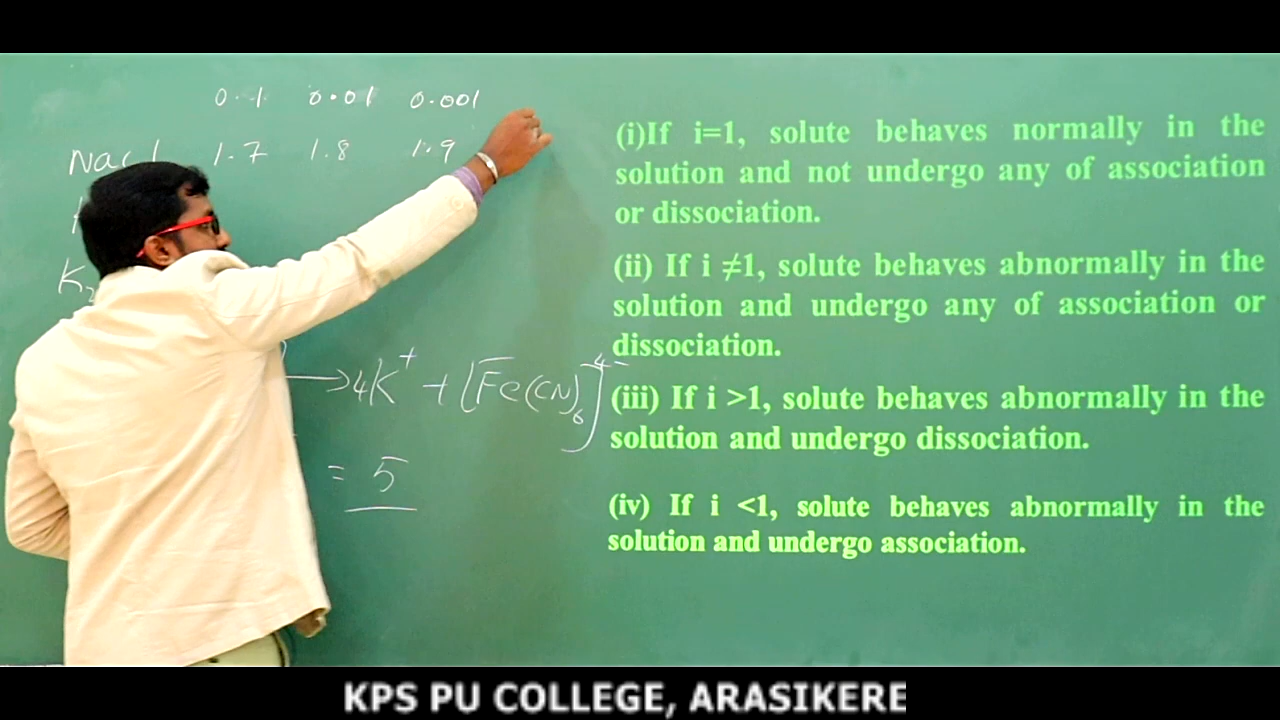 0.1 0.01 0.001
NaCl 1.7 1.8 1.9
K₂
→ 4K⁺ + [Fe(CN)₆]⁴⁻
= 5
(i)If i=1, solute behaves normally in the
solution and not undergo any of association
or dissociation.
(ii) If i ≠1, solute behaves abnormally in the
solution and undergo any of association or
dissociation.
(iii) If i >1, solute behaves abnormally in the
solution and undergo dissociation.
(iv) If i <1, solute behaves abnormally in the
solution and undergo association.
KPS PU COLLEGE, ARASIKERE